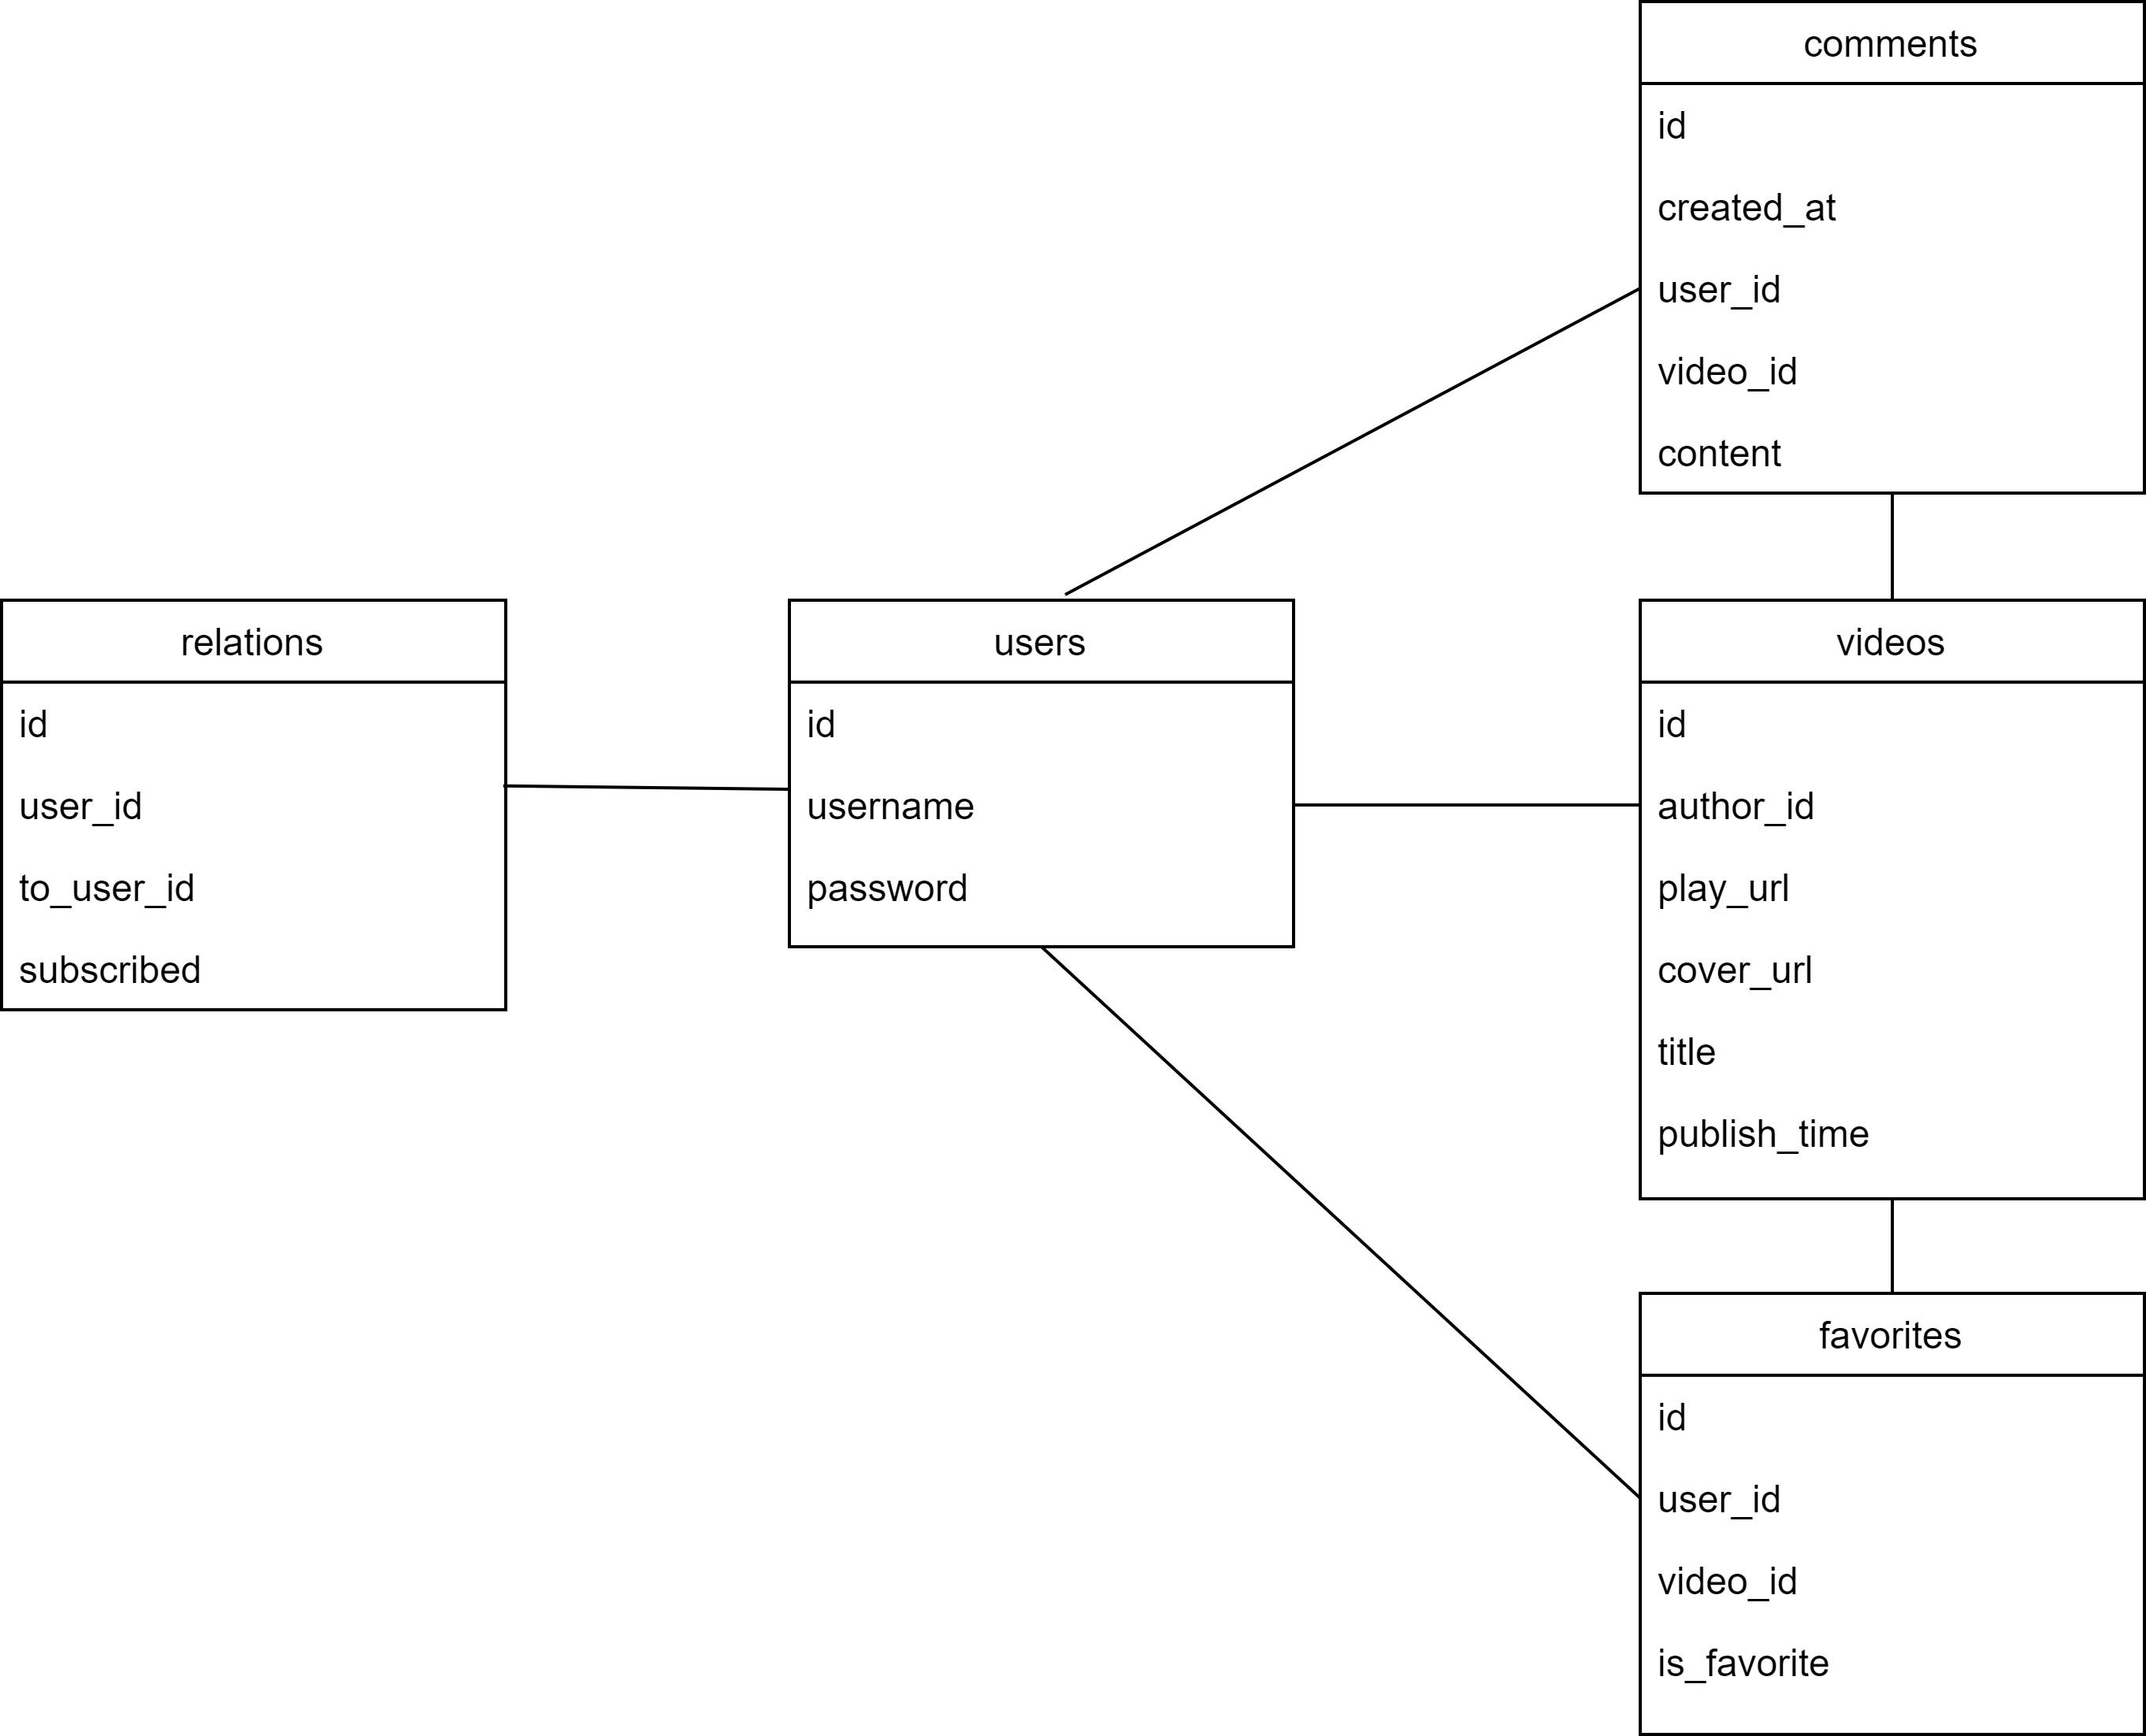 comments
id
created_at
user_id
video_id
content
relations
id
user_id
to_user_id
subscribed
users
id
username
password
videos
id
author_id
play_url
cover_url
title
publish_time
favorites
id
user_id
video_id
is_favorite